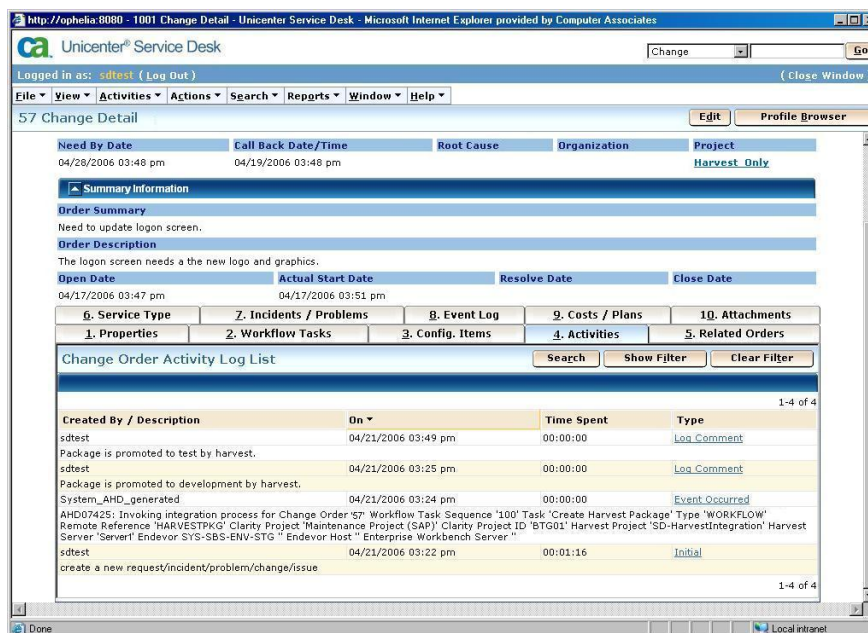 http://ophelia:8080 - 1001 Change Detail - Unicenter Service Desk - Microsoft Internet Explorer provided by Computer Associates
ca Unicenter® Service Desk
Change Go
Logged in as: sdtest ( Log Out ) ( Close Window
File View Activities Actions Search Reports Window Help
57 Change Detail Edit Profile Browser
Need By Date Call Back Date/Time Root Cause Organization Project
04/28/2006 03:48 pm 04/19/2006 03:48 pm Harvest Only
Summary Information
Order Summary
Need to update logon screen.
Order Description
The logon screen needs a the new logo and graphics.
Open Date Actual Start Date Resolve Date Close Date
04/17/2006 03:47 pm 04/17/2006 03:51 pm
6. Service Type 7. Incidents / Problems 8. Event Log 9. Costs / Plans 10. Attachments
1. Properties 2. Workflow Tasks 3. Config. Items 4. Activities 5. Related Orders
Change Order Activity Log List Search Show Filter Clear Filter
1-4 of 4
Created By / Description On Time Spent Type
sdtest 04/21/2006 03:49 pm 00:00:00 Log Comment
Package is promoted to test by harvest.
sdtest 04/21/2006 03:25 pm 00:00:00 Log Comment
Package is promoted to development by harvest.
System_AHD_generated 04/21/2006 03:24 pm 00:00:00 Event Occurred
AHD07425: Invoking integration process for Change Order '57' Workflow Task Sequence '100' Task 'Create Harvest Package' Type 'WORKFLOW'
Remote Reference 'HARVESTPKG' Clarity Project 'Maintenance Project (SAP)' Clarity Project ID 'BTG01' Harvest Project 'SD-HarvestIntegration' Harvest
Server 'Server1' Endevor SYS-SBS-ENV-STG '' Endevor Host '' Enterprise Workbench Server ''
sdtest 04/21/2006 03:22 pm 00:01:16 Initial
create a new request/incident/problem/change/issue
1-4 of 4
Done Local intranet